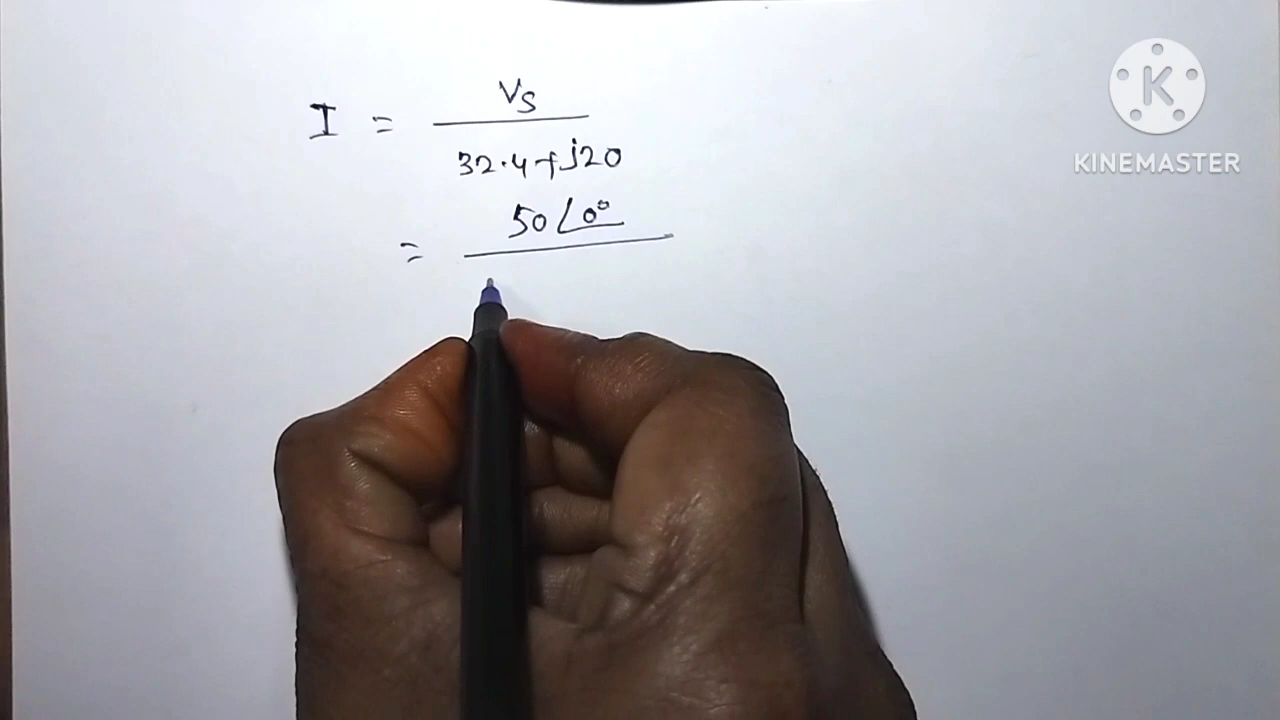 I = Vs / 32.4+j20
= 50∠0°
KINEMASTER